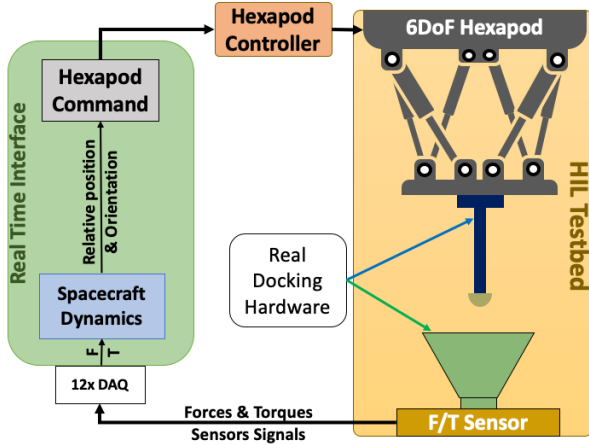 Hexapod
Controller
6DoF Hexapod
Real Time Interface
Hexapod
Command
Relative position
& Orientation
Spacecraft
Dynamics
F
T
12x DAQ
Real
Docking
Hardware
HIL Testbed
Forces & Torques
Sensors Signals
F/T Sensor